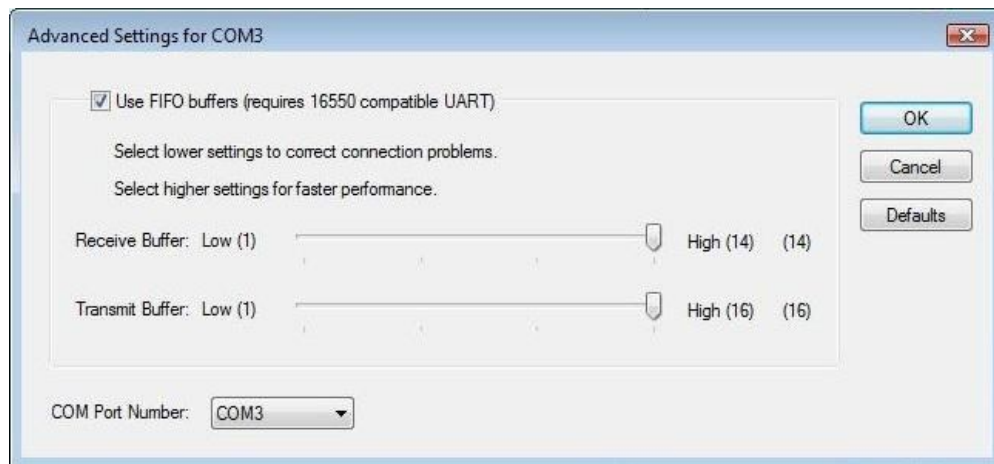 Advanced Settings for COM3
Use FIFO buffers (requires 16550 compatible UART)
Select lower settings to correct connection problems.
Select higher settings for faster performance.
Receive Buffer: Low (1) High (14) (14)
Transmit Buffer: Low (1) High (16) (16)
COM Port Number: COM3
OK
Cancel
Defaults